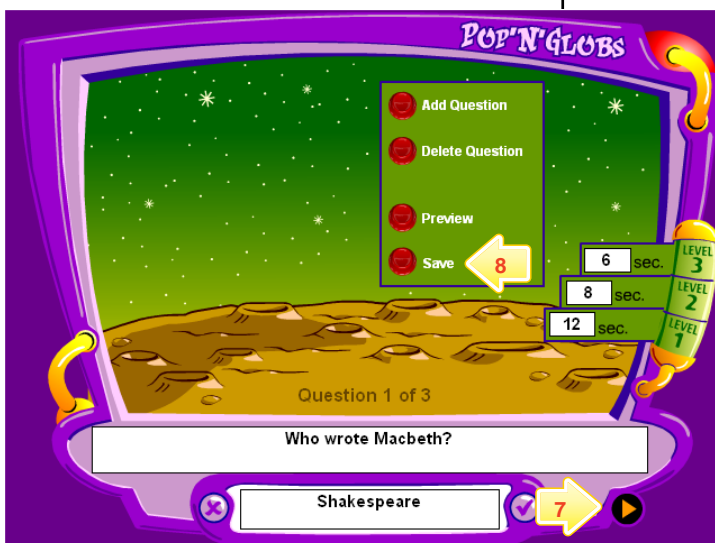 POP'N'GLOBS
Add Question
Delete Question
Preview
Save
8
6 sec.
LEVEL 3
8 sec.
LEVEL 2
12 sec.
LEVEL 1
Question 1 of 3
Who wrote Macbeth?
Shakespeare
7